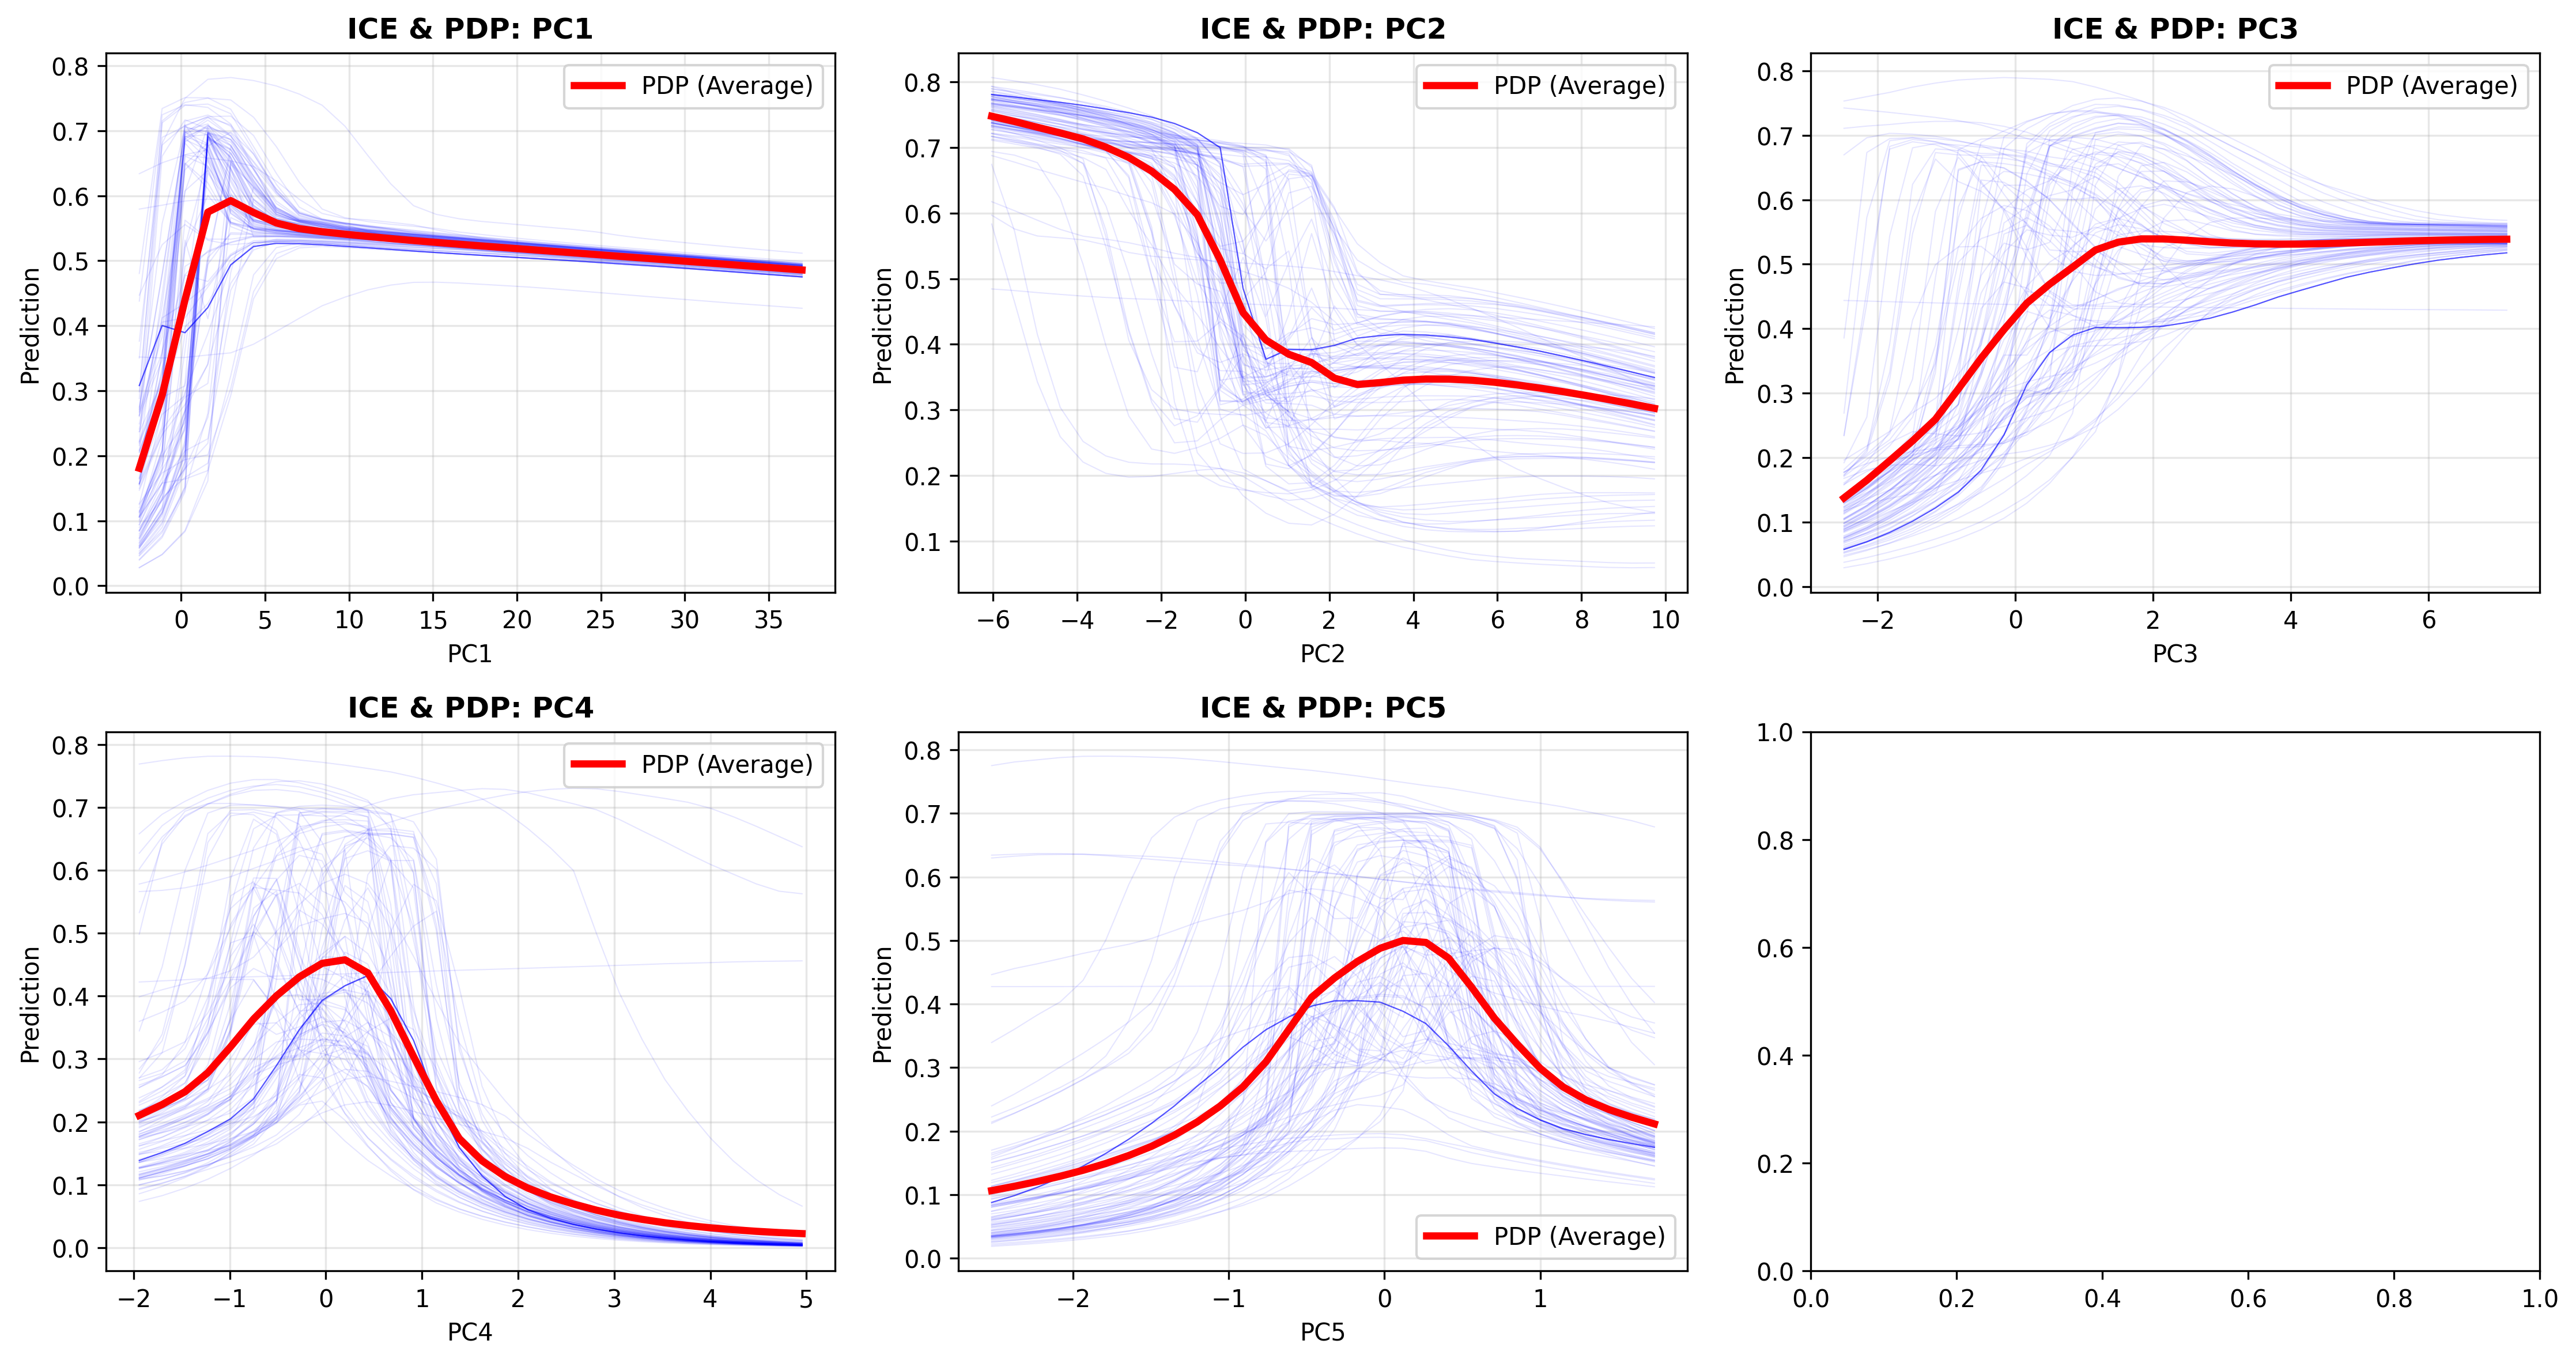 ICE & PDP: PC1
PDP (Average)
0.8
0.7
0.6
0.5
0.4
0.3
0.2
0.1
0.0
Prediction
0 5 10 15 20 25 30 35
PC1
ICE & PDP: PC2
PDP (Average)
0.8
0.7
0.6
0.5
0.4
0.3
0.2
0.1
Prediction
−6 −4 −2 0 2 4 6 8 10
PC2
ICE & PDP: PC3
PDP (Average)
0.8
0.7
0.6
0.5
0.4
0.3
0.2
0.1
0.0
Prediction
−2 0 2 4 6
PC3
ICE & PDP: PC4
PDP (Average)
0.8
0.7
0.6
0.5
0.4
0.3
0.2
0.1
0.0
Prediction
−2 −1 0 1 2 3 4 5
PC4
ICE & PDP: PC5
0.8
0.7
0.6
0.5
0.4
0.3
0.2
0.1
0.0
Prediction
PDP (Average)
−2 −1 0 1
PC5
1.0
0.8
0.6
0.4
0.2
0.0
0.0 0.2 0.4 0.6 0.8 1.0